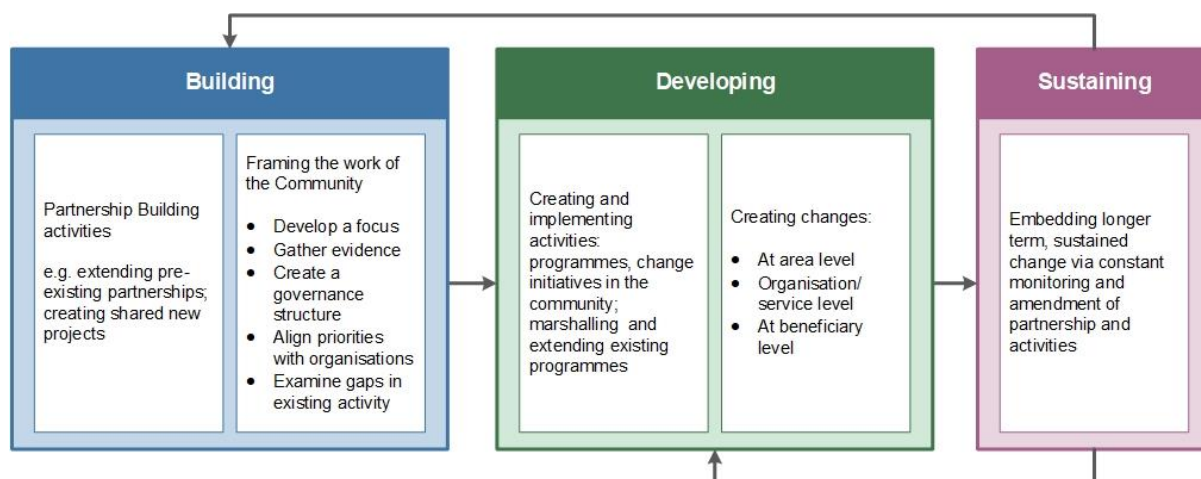 Building
Partnership Building
activities
e.g. extending pre-
existing partnerships;
creating shared new
projects
Framing the work of
the Community
● Develop a focus
● Gather evidence
● Create a
governance
structure
● Align priorities
with organisations
● Examine gaps in
existing activity
Developing
Creating and
implementing
activities:
programmes, change
initiatives in the
community;
marshalling and
extending existing
programmes
Creating changes:
● At area level
● Organisation/
service level
● At beneficiary
level
Sustaining
Embedding longer
term, sustained
change via constant
monitoring and
amendment of
partnership and
activities